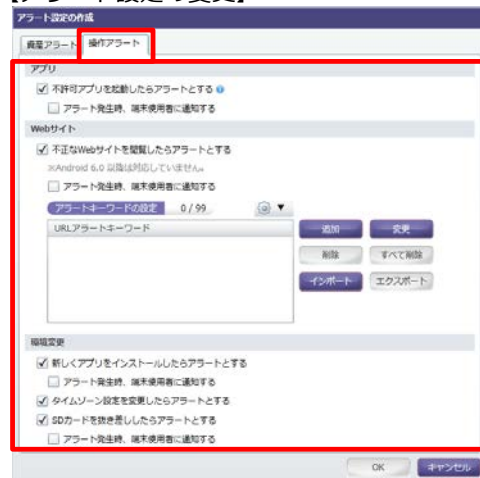 【アラート設定の変更】
アラート設定の作成
資産アラート 操作アラート
アプリ
不許可アプリを起動したらアラートとする
アラート発生時、端末使用者に通知する
Webサイト
不正なWebサイトを閲覧したらアラートとする
※Android 6.0 以降は対応していません。
アラート発生時、端末使用者に通知する
アラートキーワードの設定 0 / 99
URLアラートキーワード
追加 変更
削除 すべて削除
インポート エクスポート
環境変更
新しくアプリをインストールしたらアラートとする
アラート発生時、端末使用者に通知する
タイムゾーン設定を変更したらアラートとする
SDカードを抜き差ししたらアラートとする
アラート発生時、端末使用者に通知する
OK キャンセル